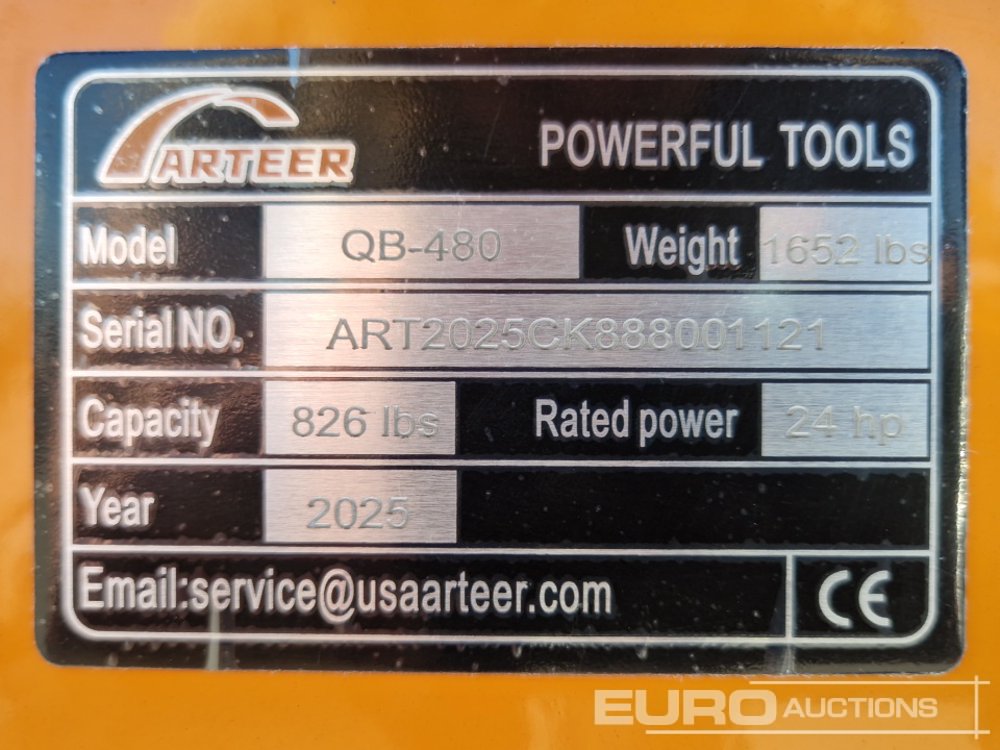 ARTEER
POWERFUL TOOLS
Model QB-480 Weight 1652 lbs
Serial NO. ART2025CK888001121
Capacity 826 lbs Rated power 24 hp
Year 2025
Email:service@usaarteer.com CE
EURO AUCTIONS